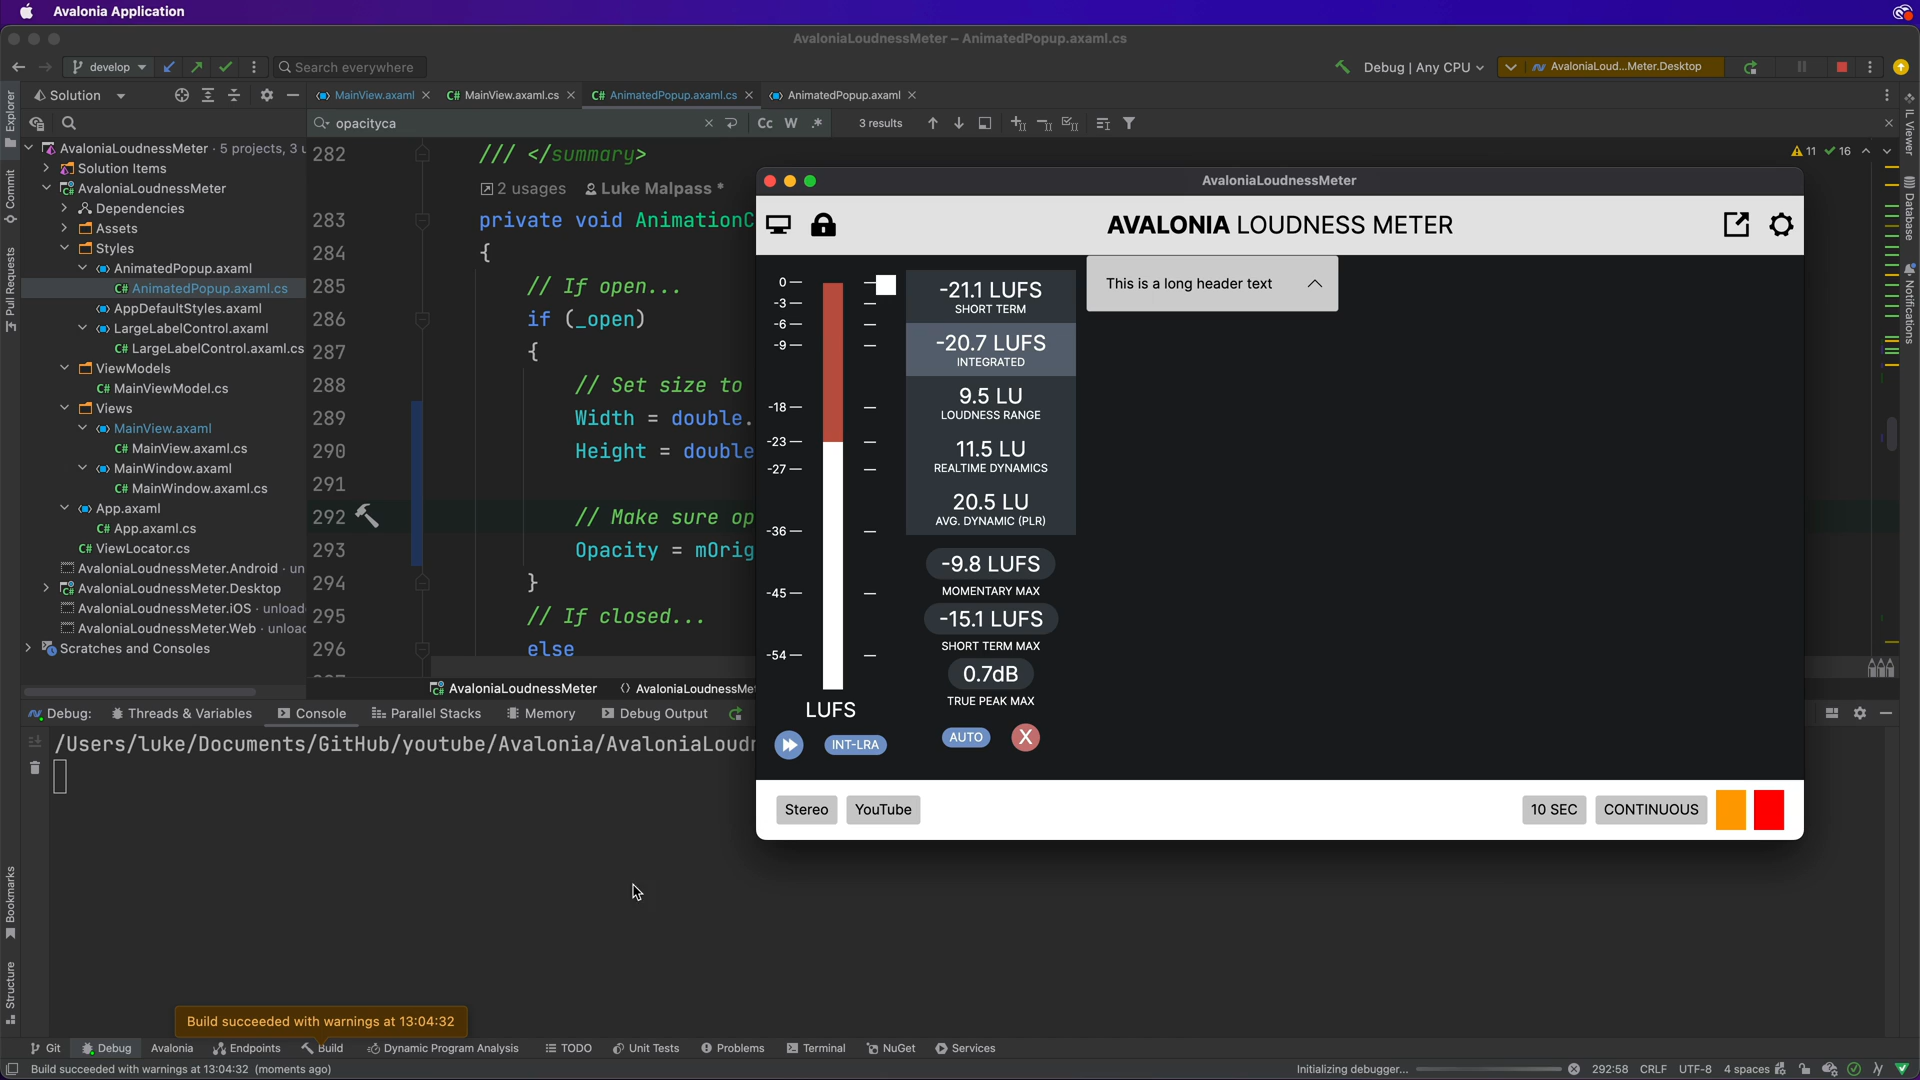 Avalonia Application
AvaloniaLoudnessMeter – AnimatedPopup.axaml.cs
develop
Search everywhere
Debug | Any CPU
AvaloniaLoud...Meter.Desktop
Explorer
Commit
Pull Requests
Bookmarks
Structure
Solution
MainView.axaml
C# MainView.axaml.cs
C# AnimatedPopup.axaml.cs
AnimatedPopup.axaml
opacityca
Cc W .*
3 results
AvaloniaLoudnessMeter · 5 projects, 3 u
Solution Items
AvaloniaLoudnessMeter
Dependencies
Assets
Styles
AnimatedPopup.axaml
C# AnimatedPopup.axaml.cs
AppDefaultStyles.axaml
LargeLabelControl.axaml
C# LargeLabelControl.axaml.cs
ViewModels
C# MainViewModel.cs
Views
MainView.axaml
C# MainView.axaml.cs
MainWindow.axaml
C# MainWindow.axaml.cs
App.axaml
C# App.axaml.cs
C# ViewLocator.cs
AvaloniaLoudnessMeter.Android · un
AvaloniaLoudnessMeter.Desktop
AvaloniaLoudnessMeter.iOS · unload
AvaloniaLoudnessMeter.Web · unloa
Scratches and Consoles
282 /// </summary>
2 usages Luke Malpass *
283 private void AnimationC
284 {
285 // If open...
286 if (_open)
287 {
288 // Set size to
289 Width = double.
290 Height = double
291
292 // Make sure op
293 Opacity = mOrig
294 }
295 // If closed...
296 else
11 16
IL Viewer
Database
Notifications
AvaloniaLoudnessMeter
AVALONIA LOUDNESS METER
0
-3
-6
-9
-18
-23
-27
-36
-45
-54
LUFS
INT-LRA
-21.1 LUFS
SHORT TERM
-20.7 LUFS
INTEGRATED
9.5 LU
LOUDNESS RANGE
11.5 LU
REALTIME DYNAMICS
20.5 LU
AVG. DYNAMIC (PLR)
-9.8 LUFS
MOMENTARY MAX
-15.1 LUFS
SHORT TERM MAX
0.7dB
TRUE PEAK MAX
AUTO
X
This is a long header text
Stereo
YouTube
10 SEC
CONTINUOUS
AvaloniaLoudnessMeter
AvaloniaLoudnessMe
Debug:
Threads & Variables
Console
Parallel Stacks
Memory
Debug Output
/Users/luke/Documents/GitHub/youtube/Avalonia/AvaloniaLoudn
Build succeeded with warnings at 13:04:32
Git
Debug
Avalonia
Endpoints
Build
Dynamic Program Analysis
TODO
Unit Tests
Problems
Terminal
NuGet
Services
Build succeeded with warnings at 13:04:32 (moments ago)
Initializing debugger...
292:58
CRLF
UTF-8
4 spaces